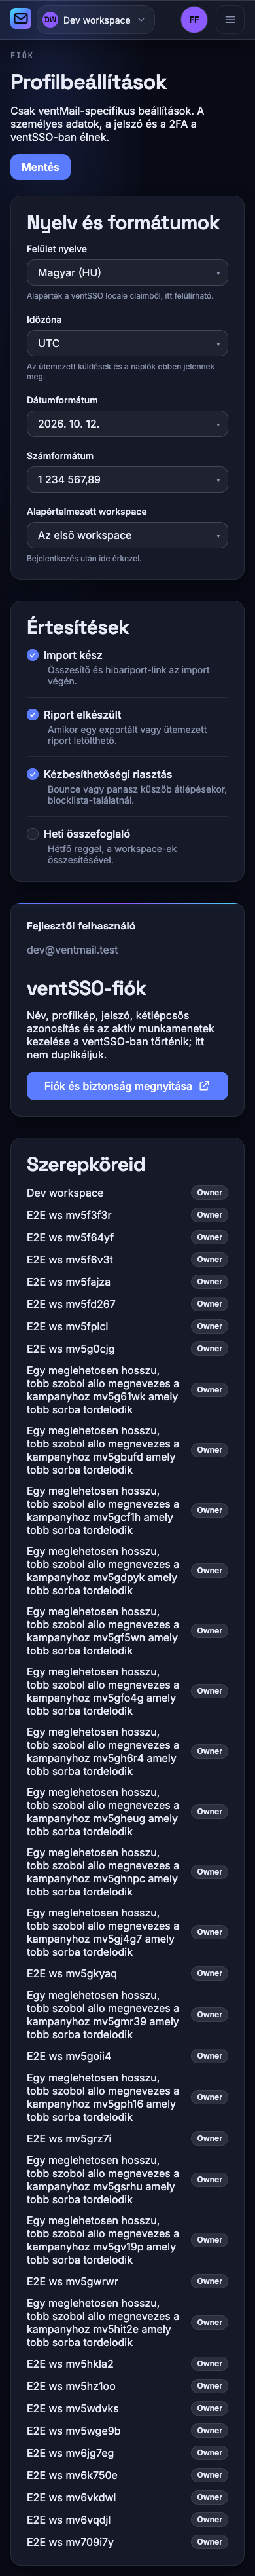 DW Dev workspace
FF
FIÓK
Profilbeállítások
Csak ventMail-specifikus beállítások. A
személyes adatok, a jelszó és a 2FA a
ventSSO-ban élnek.
Mentés
Nyelv és formátumok
Felület nyelve
Magyar (HU)
Alapérték a ventSSO locale claimből, itt felülírható.
Időzóna
UTC
Az ütemezett küldések és a naplók ebben jelennek
meg.
Dátumformátum
2026. 10. 12.
Számformátum
1 234 567,89
Alapértelmezett workspace
Az első workspace
Bejelentkezés után ide érkezel.
Értesítések
Import kész
Összesítő és hibariport-link az import
végén.
Riport elkészült
Amikor egy exportált vagy ütemezett
riport letölthető.
Kézbesíthetőségi riasztás
Bounce vagy panasz küszöb átlépésekor,
blocklista-találatnál.
Heti összefoglaló
Hétfő reggel, a workspace-ek
összesítésével.
Fejlesztői felhasználó
dev@ventmail.test
ventSSO-fiók
Név, profilkép, jelszó, kétlépcsős
azonosítás és az aktív munkamenetek
kezelése a ventSSO-ban történik; itt
nem duplikáljuk.
Fiók és biztonság megnyitása
Szerepköreid
Dev workspace Owner
E2E ws mv5f3f3r Owner
E2E ws mv5f64yf Owner
E2E ws mv5f6v3t Owner
E2E ws mv5fajza Owner
E2E ws mv5fd267 Owner
E2E ws mv5fplcl Owner
E2E ws mv5g0cjg Owner
Egy meglehetosen hosszu,
tobb szobol allo megnevezes a
kampanyhoz mv5g61wk amely Owner
tobb sorba tordelodik
Egy meglehetosen hosszu,
tobb szobol allo megnevezes a
kampanyhoz mv5gbufd amely Owner
tobb sorba tordelodik
Egy meglehetosen hosszu,
tobb szobol allo megnevezes a
kampanyhoz mv5gcf1h amely Owner
tobb sorba tordelodik
Egy meglehetosen hosszu,
tobb szobol allo megnevezes a
kampanyhoz mv5gdpyk amely Owner
tobb sorba tordelodik
Egy meglehetosen hosszu,
tobb szobol allo megnevezes a
kampanyhoz mv5gf5wn amely Owner
tobb sorba tordelodik
Egy meglehetosen hosszu,
tobb szobol allo megnevezes a
kampanyhoz mv5gfo4g amely Owner
tobb sorba tordelodik
Egy meglehetosen hosszu,
tobb szobol allo megnevezes a
kampanyhoz mv5gh6r4 amely Owner
tobb sorba tordelodik
Egy meglehetosen hosszu,
tobb szobol allo megnevezes a
kampanyhoz mv5gheug amely Owner
tobb sorba tordelodik
Egy meglehetosen hosszu,
tobb szobol allo megnevezes a
kampanyhoz mv5ghnpc amely Owner
tobb sorba tordelodik
Egy meglehetosen hosszu,
tobb szobol allo megnevezes a
kampanyhoz mv5gj4g7 amely Owner
tobb sorba tordelodik
E2E ws mv5gkyaq Owner
Egy meglehetosen hosszu,
tobb szobol allo megnevezes a
kampanyhoz mv5gmr39 amely Owner
tobb sorba tordelodik
E2E ws mv5goii4 Owner
Egy meglehetosen hosszu,
tobb szobol allo megnevezes a
kampanyhoz mv5gph16 amely Owner
tobb sorba tordelodik
E2E ws mv5grz7i Owner
Egy meglehetosen hosszu,
tobb szobol allo megnevezes a
kampanyhoz mv5gsrhu amely Owner
tobb sorba tordelodik
Egy meglehetosen hosszu,
tobb szobol allo megnevezes a
kampanyhoz mv5gv19p amely Owner
tobb sorba tordelodik
E2E ws mv5gwrwr Owner
Egy meglehetosen hosszu,
tobb szobol allo megnevezes a
kampanyhoz mv5hit2e amely Owner
tobb sorba tordelodik
E2E ws mv5hkla2 Owner
E2E ws mv5hz1oo Owner
E2E ws mv5wdvks Owner
E2E ws mv5wge9b Owner
E2E ws mv6jg7eg Owner
E2E ws mv6k750e Owner
E2E ws mv6vkdwl Owner
E2E ws mv6vqdjl Owner
E2E ws mv709i7y Owner